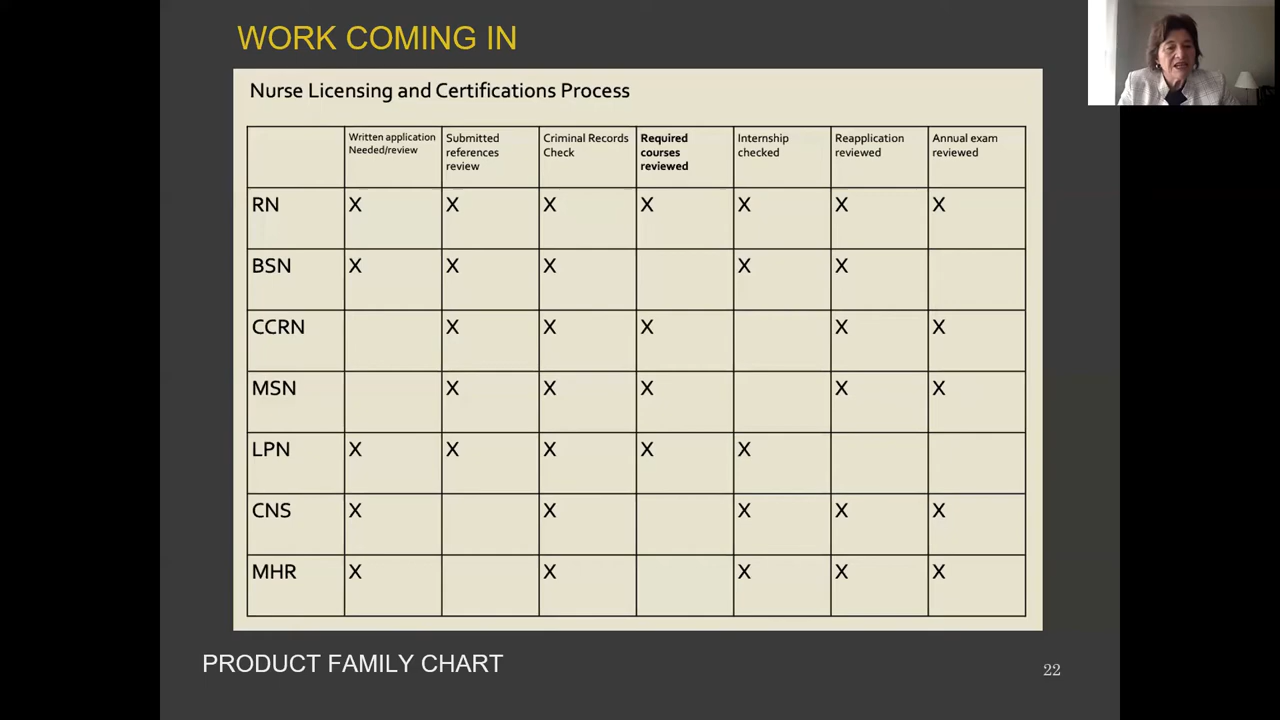 WORK COMING IN
Nurse Licensing and Certifications Process
Written application Needed/review Submitted references review Criminal Records Check Required courses reviewed Internship checked Reapplication reviewed Annual exam reviewed
RN X X X X X X X
BSN X X X X X
CCRN X X X X X
MSN X X X X X
LPN X X X X X
CNS X X X X X
MHR X X X X X
PRODUCT FAMILY CHART
22